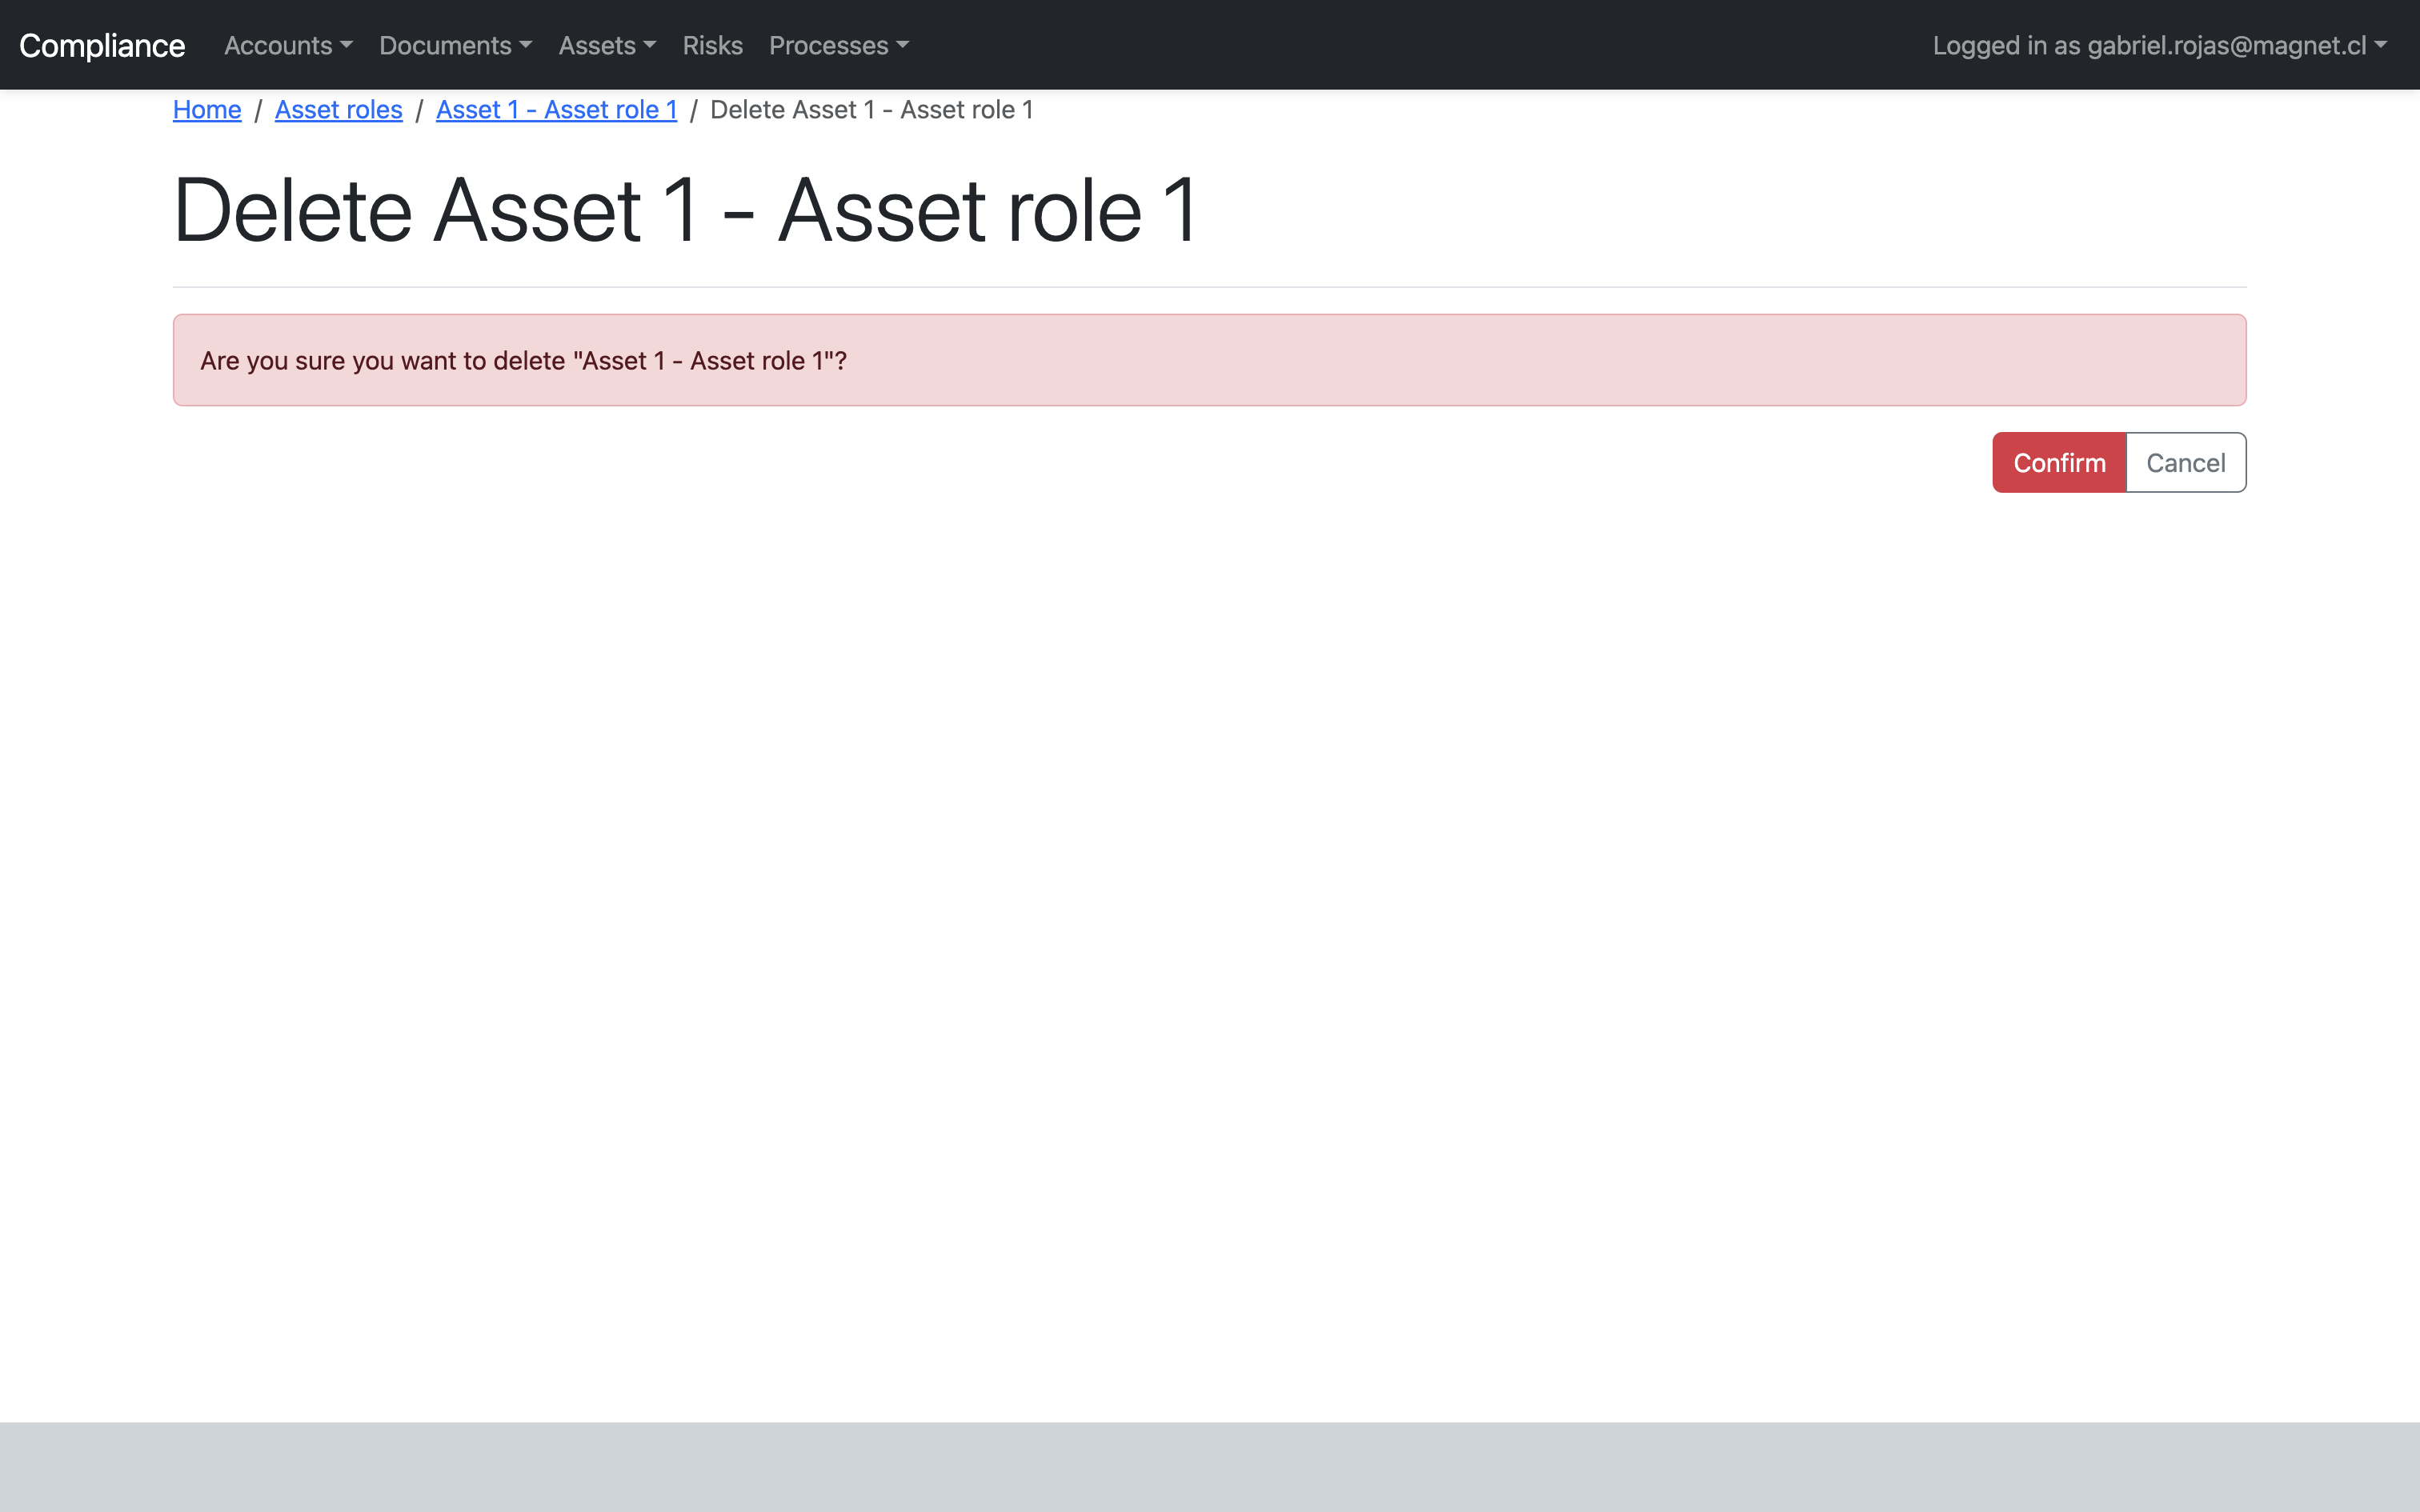 Compliance Accounts Documents Assets Risks Processes Logged in as gabriel.rojas@magnet.cl
Home / Asset roles / Asset 1 - Asset role 1 / Delete Asset 1 - Asset role 1
Delete Asset 1 - Asset role 1
Are you sure you want to delete "Asset 1 - Asset role 1"?
Confirm Cancel